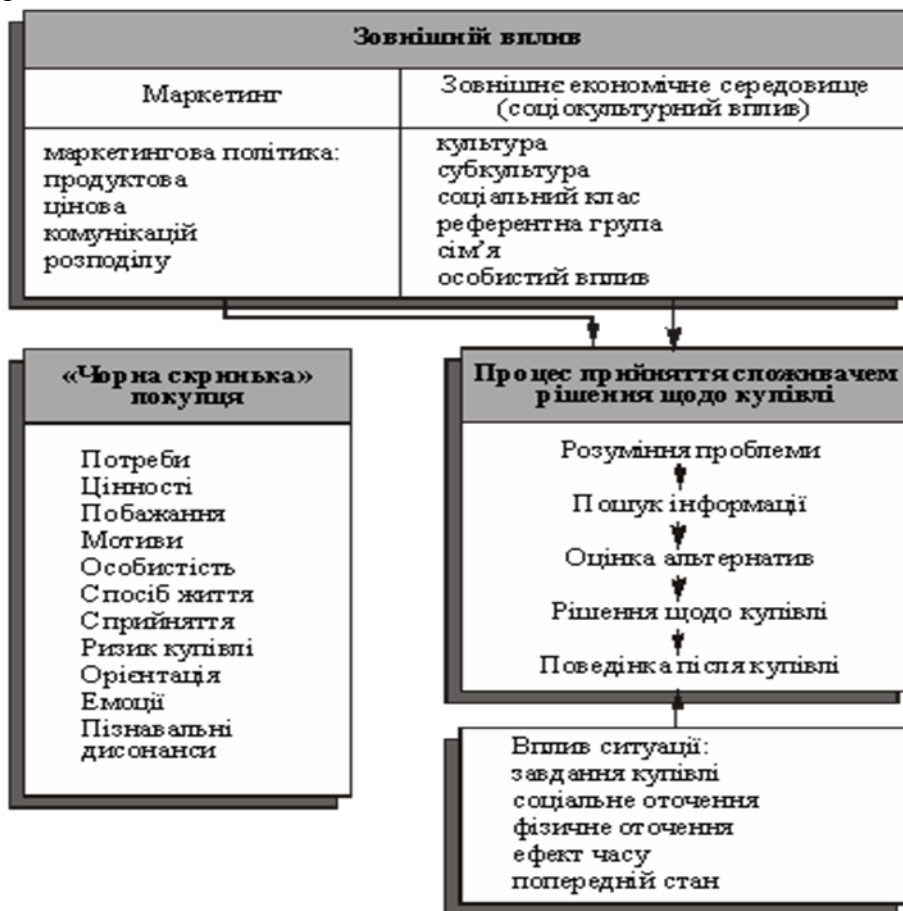 Зовнішній вплив
Маркетинг
маркетингова політика:
продуктова
цінова
комунікацій
розподілу
Зовнішнє економічне середовище
(соціокультурний вплив)
культура
субкультура
соціальний клас
референтна група
сім’я
особистий вплив
«Чорна скринька»
покупця
Потреби
Цінності
Побажання
Мотиви
Особистість
Спосіб життя
Сприйняття
Ризик купівлі
Орієнтація
Емоції
Пізнавальні
дисонанси
Процес прийняття споживачем
рішення щодо купівлі
Розуміння проблеми
Пошук інформації
Оцінка альтернатив
Рішення щодо купівлі
Поведінка після купівлі
Вплив ситуації:
завдання купівлі
соціальне оточення
фізичне оточення
ефект часу
попередній стан